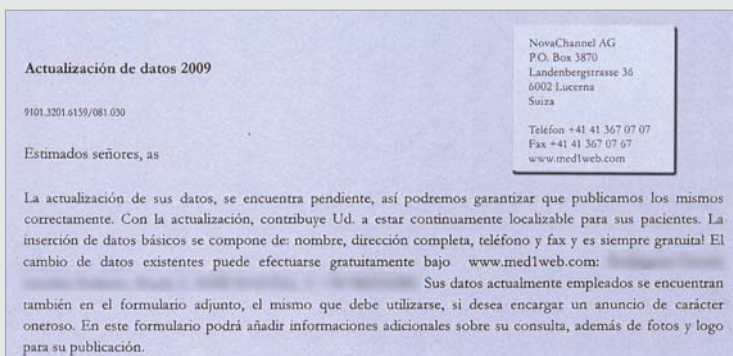 NovaChannel AG
P.O. Box 3870
Landenbergstrasse 36
6002 Lucerna
Suiza
Teléfon +41 41 367 07 07
Fax +41 41 367 07 67
www.med1web.com
Actualización de datos 2009
9101.3201.6159/081.030
Estimados señores, as
La actualización de sus datos, se encuentra pendiente, así podremos garantizar que publicamos los mismos
correctamente. Con la actualización, contribuye Ud. a estar continuamente localizable para sus pacientes. La
inserción de datos básicos se compone de: nombre, dirección completa, teléfono y fax y es siempre gratuita! El
cambio de datos existentes puede efectuarse gratuitamente bajo www.med1web.com:
Sus datos actualmente empleados se encuentran
también en el formulario adjunto, el mismo que debe utilizarse, si desea encargar un anuncio de carácter
oneroso. En este formulario podrá añadir informaciones adicionales sobre su consulta, además de fotos y logo
para su publicación.